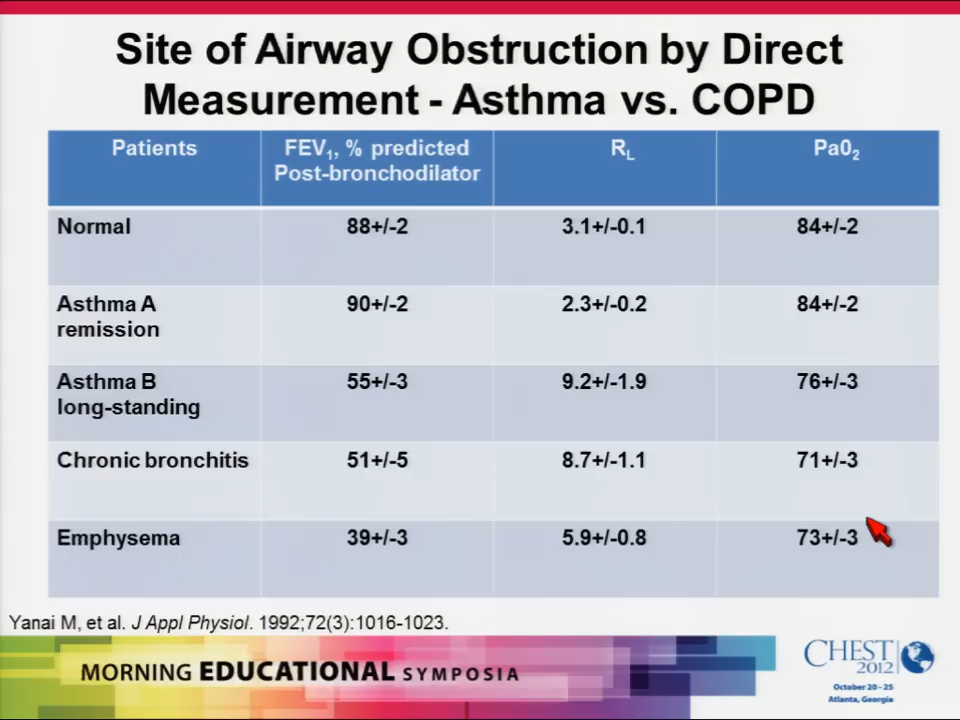 Site of Airway Obstruction by Direct
Measurement - Asthma vs. COPD
Patients FEV₁, % predicted R_L Pa0₂
Post-bronchodilator
Normal 88+/-2 3.1+/-0.1 84+/-2
Asthma A 90+/-2 2.3+/-0.2 84+/-2
remission
Asthma B 55+/-3 9.2+/-1.9 76+/-3
long-standing
Chronic bronchitis 51+/-5 8.7+/-1.1 71+/-3
Emphysema 39+/-3 5.9+/-0.8 73+/-3
Yanai M, et al. J Appl Physiol. 1992;72(3):1016-1023.
MORNING EDUCATIONAL SYMPOSIA
CHEST
2012
October 20–25
Atlanta, Georgia